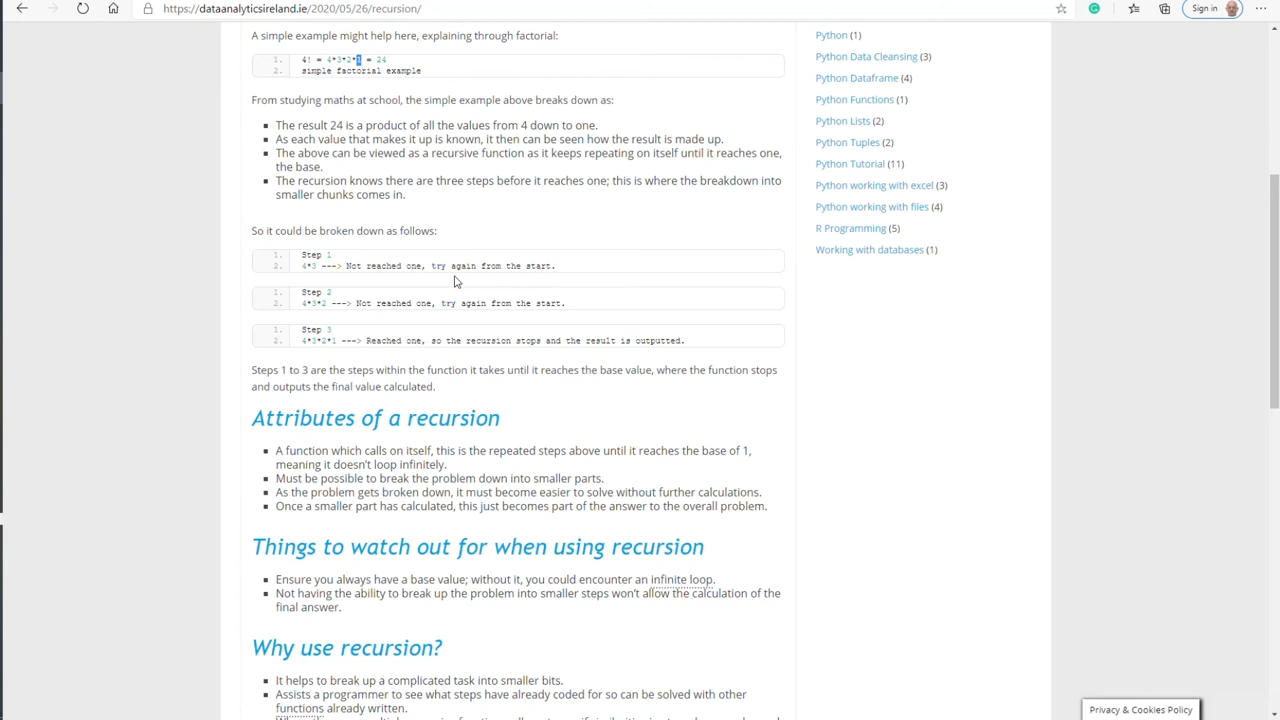 https://dataanalyticsireland.ie/2020/05/26/recursion/
Sign in
A simple example might help here, explaining through factorial:
1. 4! = 4*3*2*1 = 24
2. simple factorial example
From studying maths at school, the simple example above breaks down as:
The result 24 is a product of all the values from 4 down to one.
As each value that makes it up is known, it then can be seen how the result is made up.
The above can be viewed as a recursive function as it keeps repeating on itself until it reaches one,
the base.
The recursion knows there are three steps before it reaches one; this is where the breakdown into
smaller chunks comes in.
So it could be broken down as follows:
1. Step 1
2. 4*3 ---> Not reached one, try again from the start.
1. Step 2
2. 4*3*2 ---> Not reached one, try again from the start.
1. Step 3
2. 4*3*2*1 ---> Reached one, so the recursion stops and the result is outputted.
Steps 1 to 3 are the steps within the function it takes until it reaches the base value, where the function stops
and outputs the final value calculated.
Attributes of a recursion
A function which calls on itself, this is the repeated steps above until it reaches the base of 1,
meaning it doesn't loop infinitely.
Must be possible to break the problem down into smaller parts.
As the problem gets broken down, it must become easier to solve without further calculations.
Once a smaller part has calculated, this just becomes part of the answer to the overall problem.
Things to watch out for when using recursion
Ensure you always have a base value; without it, you could encounter an infinite loop.
Not having the ability to break up the problem into smaller steps won't allow the calculation of the
final answer.
Why use recursion?
It helps to break up a complicated task into smaller bits.
Assists a programmer to see what steps have already coded for so can be solved with other
functions already written.
Python (1)
Python Data Cleansing (3)
Python Dataframe (4)
Python Functions (1)
Python Lists (2)
Python Tuples (2)
Python Tutorial (11)
Python working with excel (3)
Python working with files (4)
R Programming (5)
Working with databases (1)
Privacy & Cookies Policy